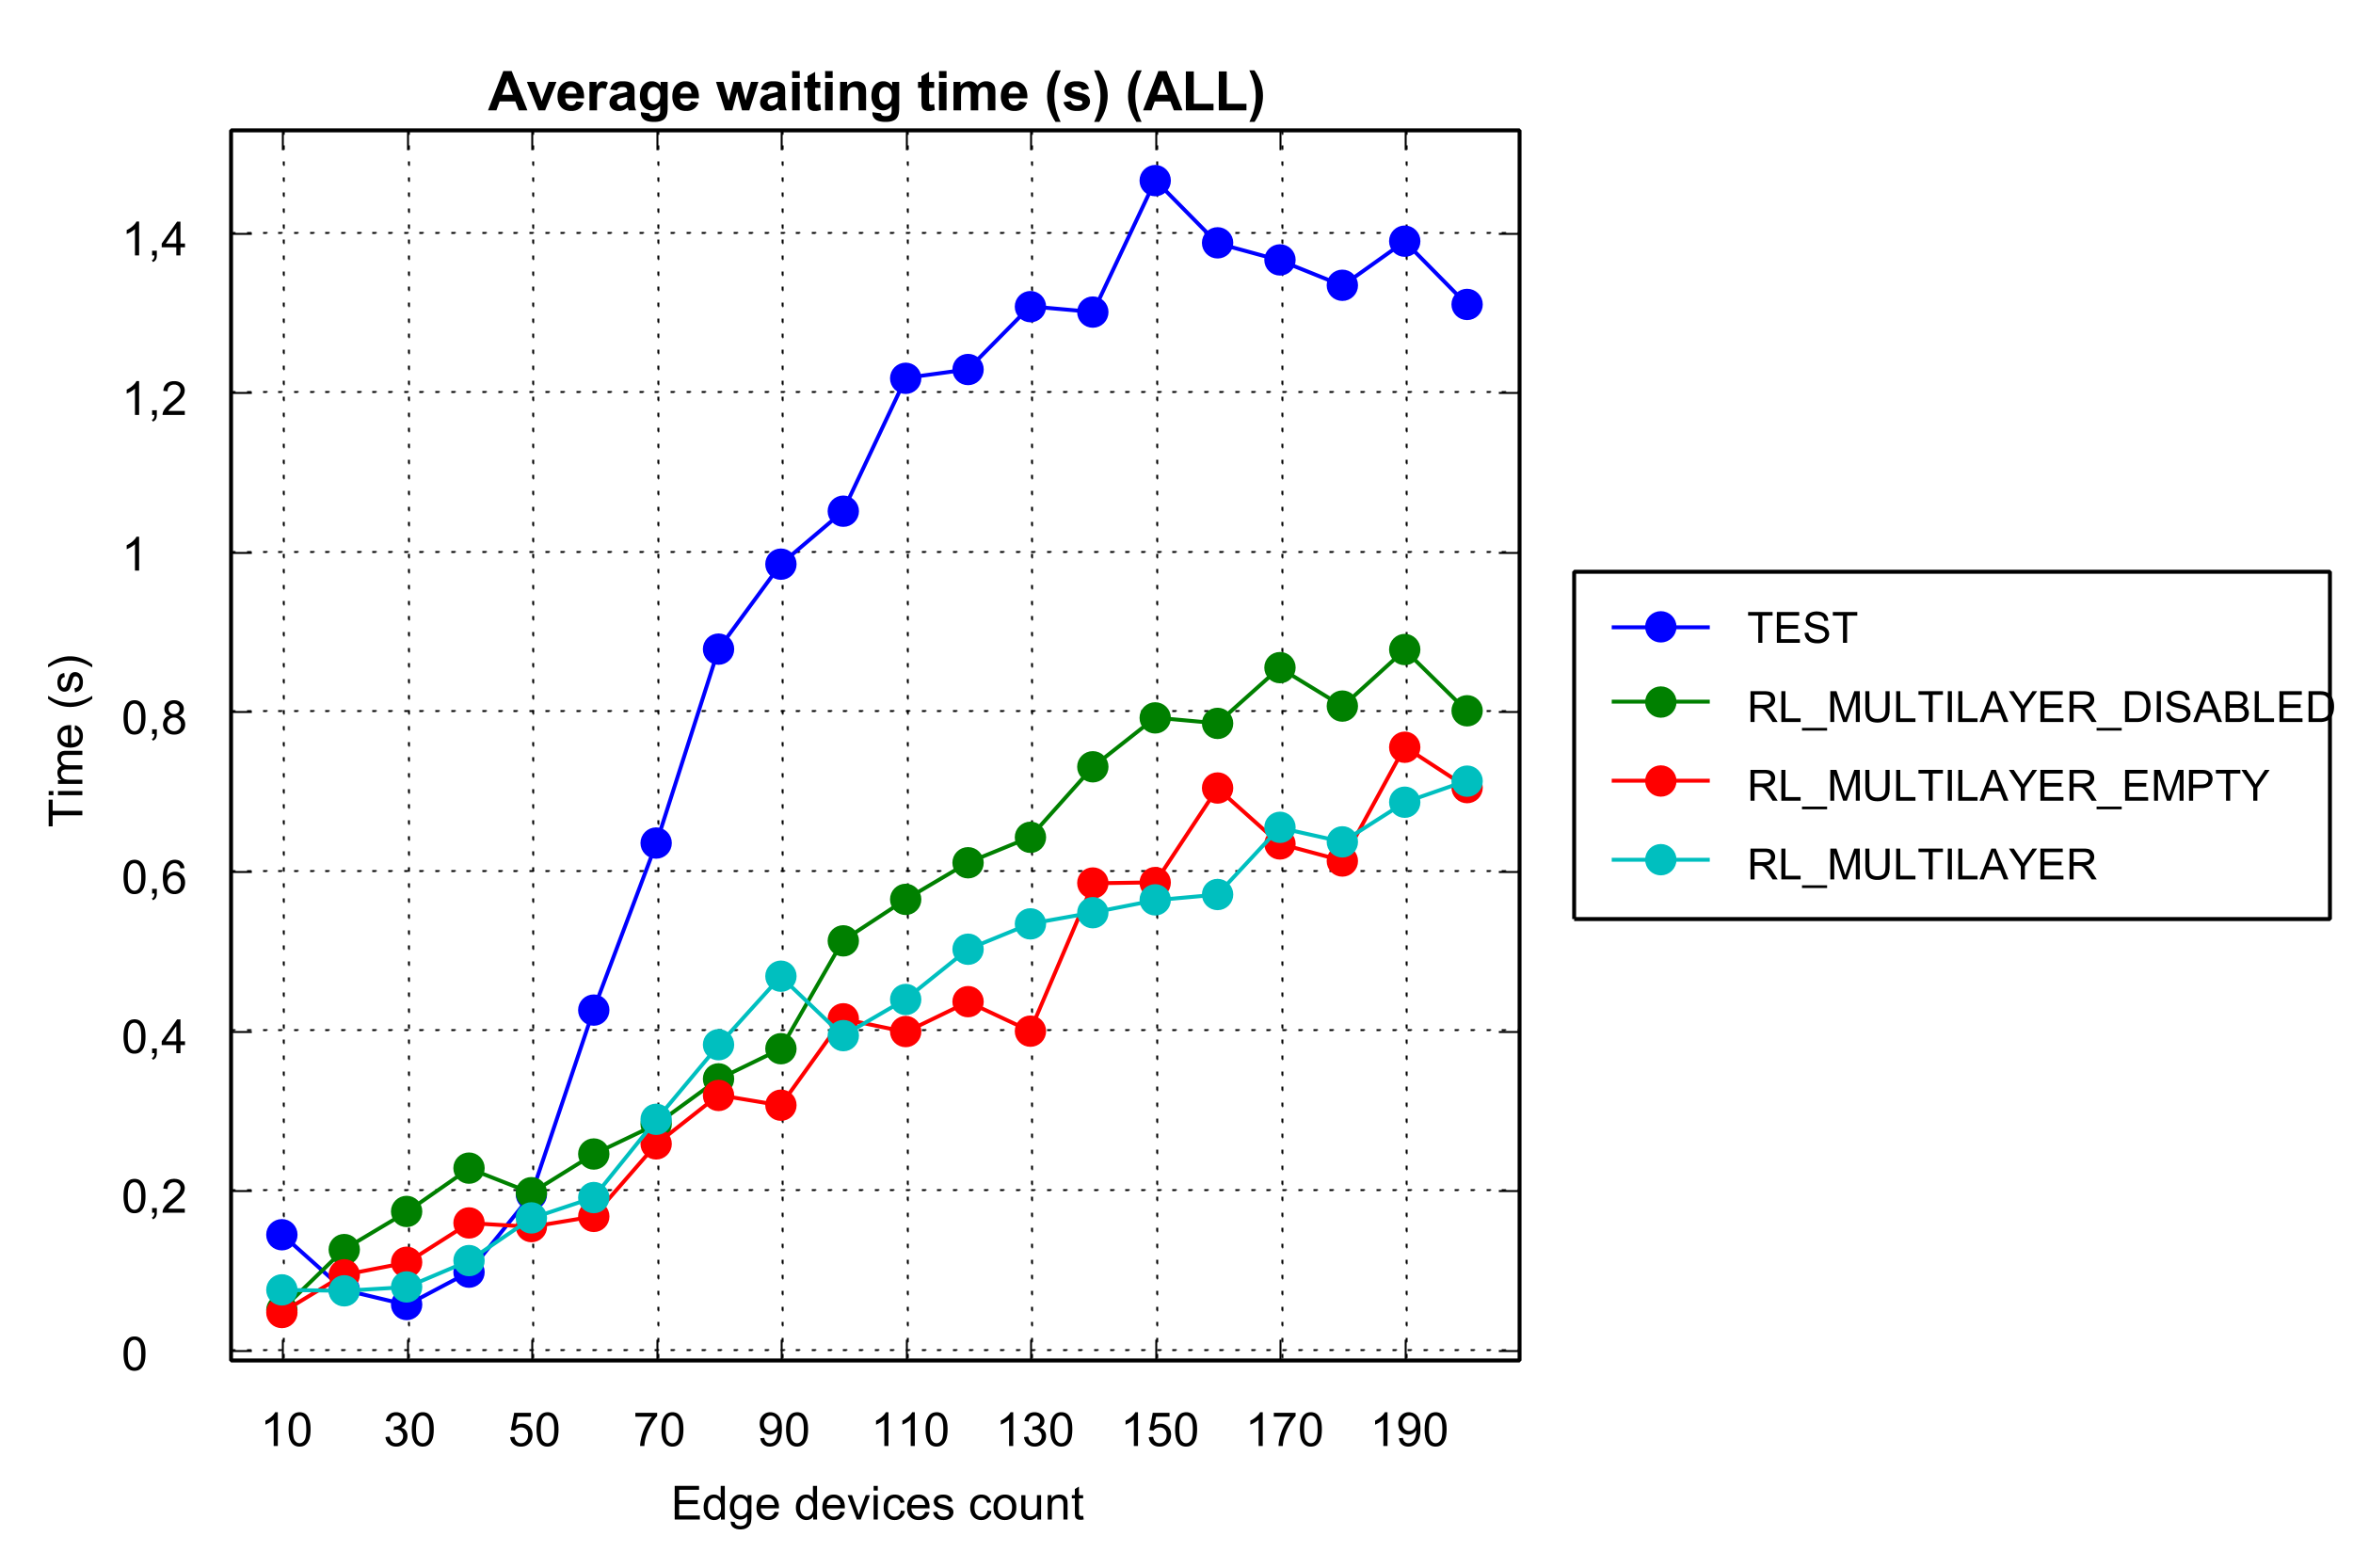 Average waiting time (s) (ALL)
1,4
1,2
1
0,8
0,6
0,4
0,2
0
Time (s)
10 30 50 70 90 110 130 150 170 190
Edge devices count
TEST
RL_MULTILAYER_DISABLED
RL_MULTILAYER_EMPTY
RL_MULTILAYER